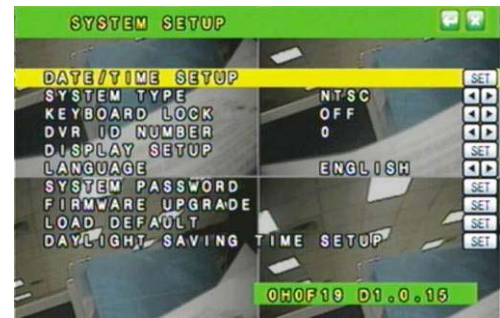 SYSTEM SETUP
DATE/TIME SETUP SET
SYSTEM TYPE NTSC
KEYBOARD LOCK OFF
DVR ID NUMBER 0
DISPLAY SETUP SET
LANGUAGE ENGLISH
SYSTEM PASSWORD SET
FIRMWARE UPGRADE SET
LOAD DEFAULT SET
DAYLIGHT SAVING TIME SETUP SET
0H0F19 D1.0.15